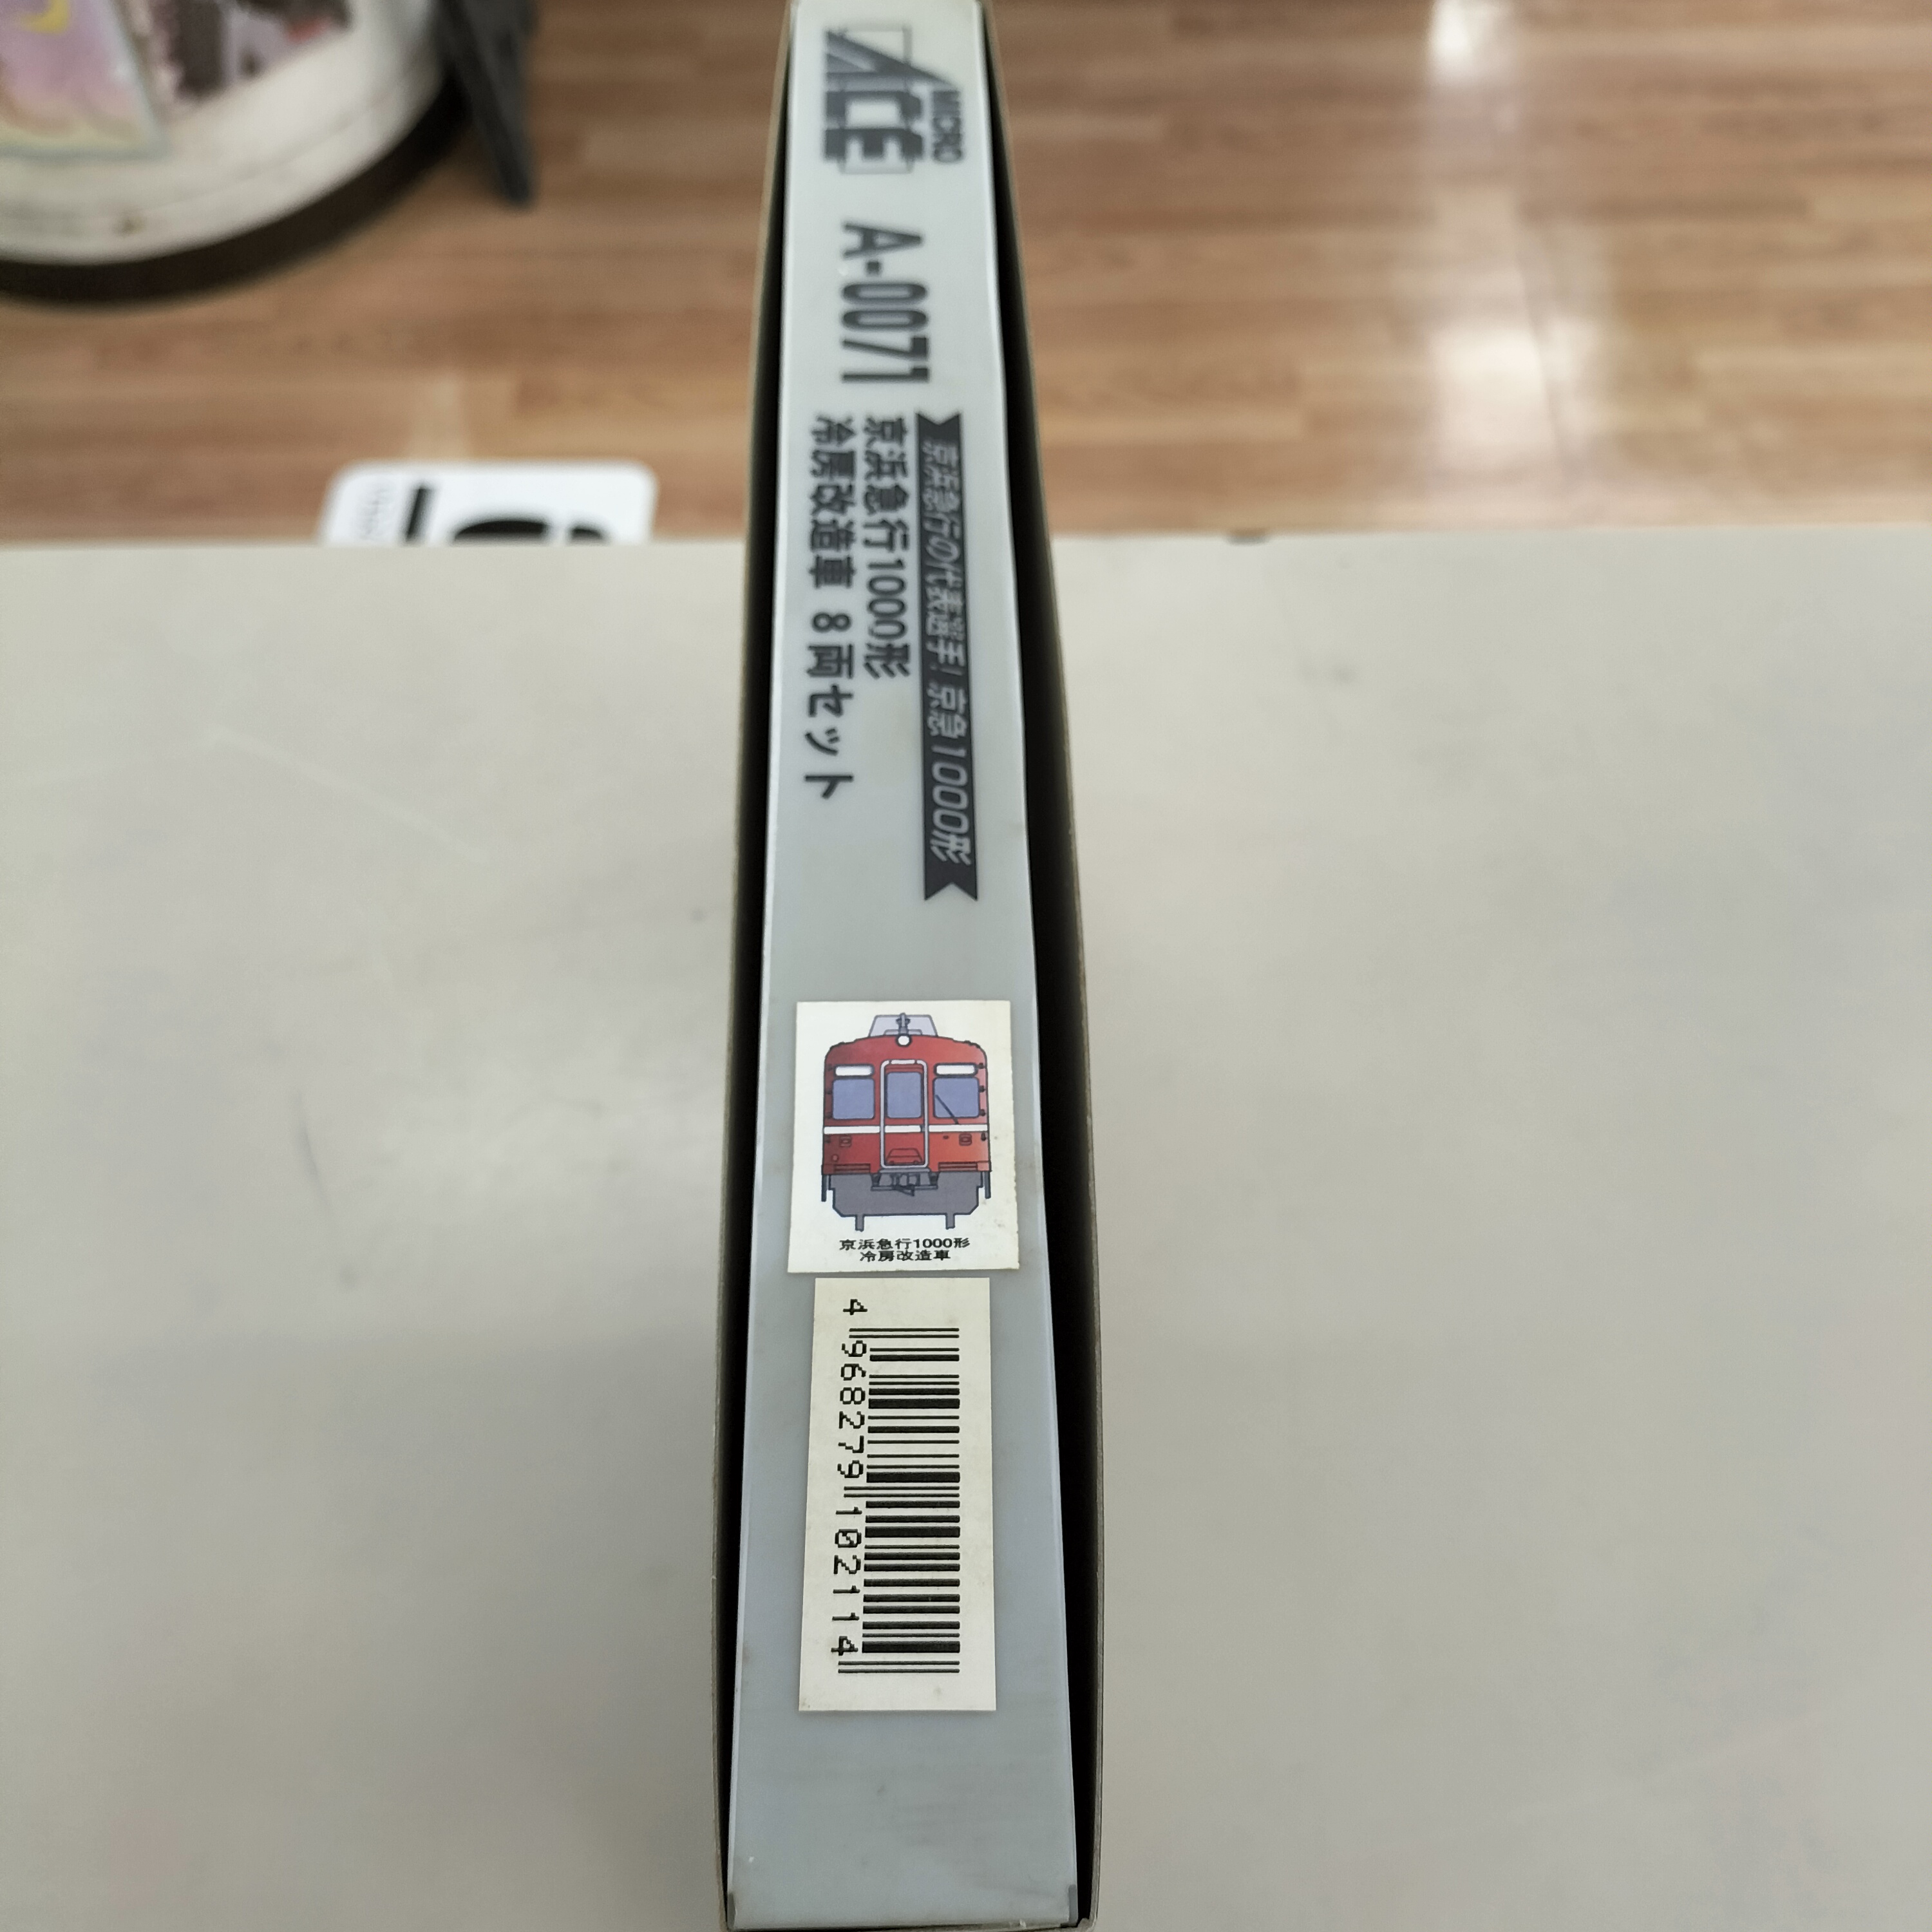 MICRO
ACE
A-0071
京浜急行の代表選手! 京急1000形
京浜急行1000形
冷房改造車 8両セット
京浜急行1000形
冷房改造車
4 968279 102114